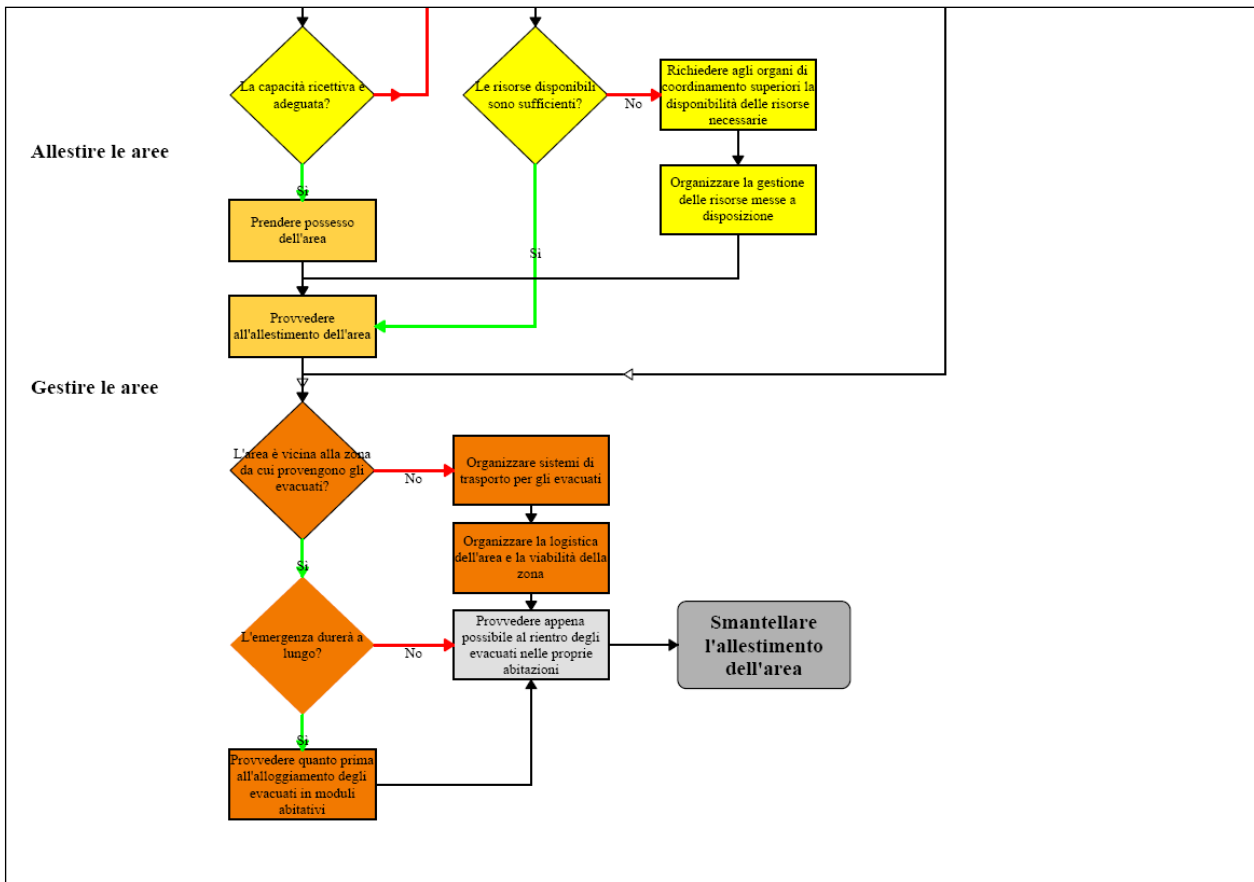 La capacità ricettiva è
adeguata?
Le risorse disponibili
sono sufficienti?
No
Richiedere agli organi di
coordinamento superiori la
disponibilità delle risorse
necessarie
Allestire le aree
Si
Prendere possesso
dell'area
Organizzare la gestione
delle risorse messe a
disposizione
Si
Provvedere
all'allestimento dell'area
Gestire le aree
L'area è vicina alla zona
da cui provengono gli
evacuati?
No
Organizzare sistemi di
trasporto per gli evacuati
Organizzare la logistica
dell'area e la viabilità della
zona
Si
L'emergenza durerà a
lungo?
No
Provvedere appena
possibile al rientro degli
evacuati nelle proprie
abitazioni
Smantellare
l'allestimento
dell'area
Si
Provvedere quanto prima
all'alloggiamento degli
evacuati in moduli
abitativi